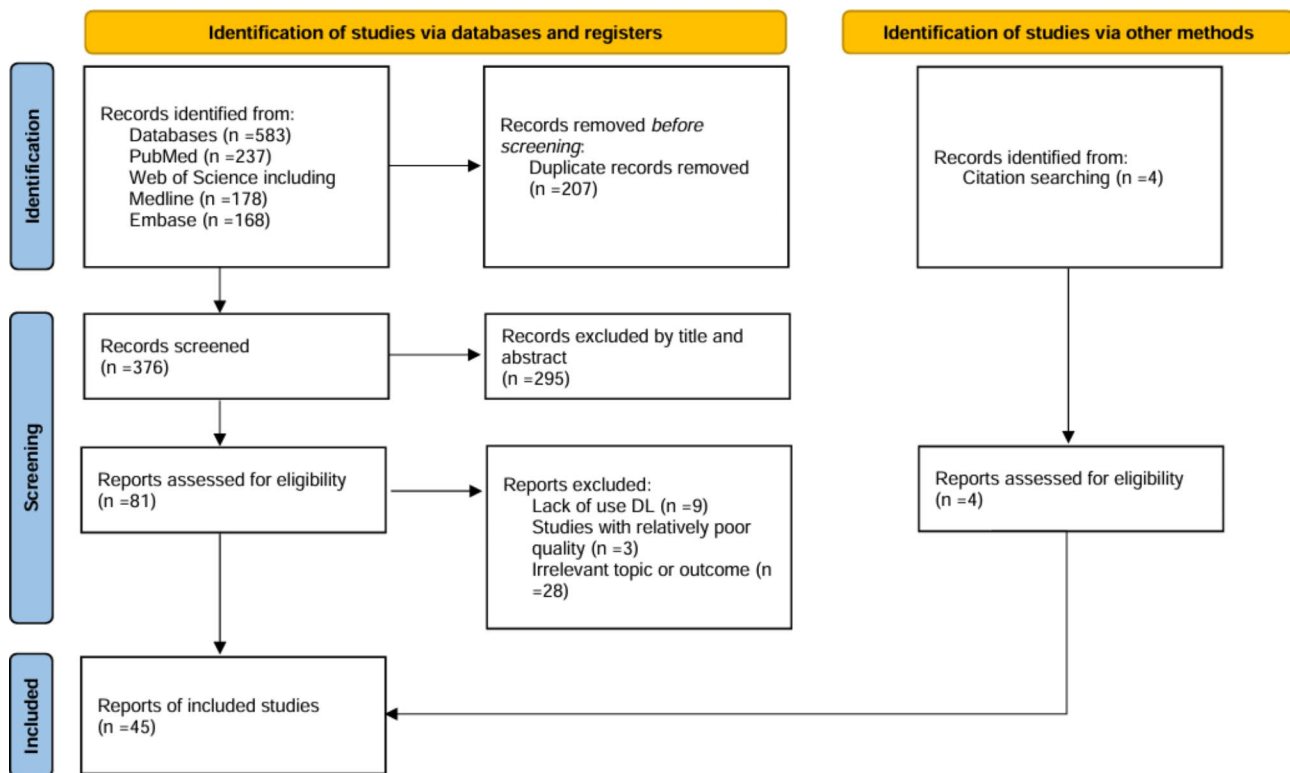 Identification of studies via databases and registers
Identification of studies via other methods
Identification
Records identified from:
Databases (n =583)
PubMed (n =237)
Web of Science including
Medline (n =178)
Embase (n =168)
Records removed before
screening:
Duplicate records removed
(n =207)
Records identified from:
Citation searching (n =4)
Screening
Records screened
(n =376)
Records excluded by title and
abstract
(n =295)
Reports assessed for eligibility
(n =81)
Reports excluded:
Lack of use DL (n =9)
Studies with relatively poor
quality (n =3)
Irrelevant topic or outcome (n
=28)
Reports assessed for eligibility
(n =4)
Included
Reports of included studies
(n =45)